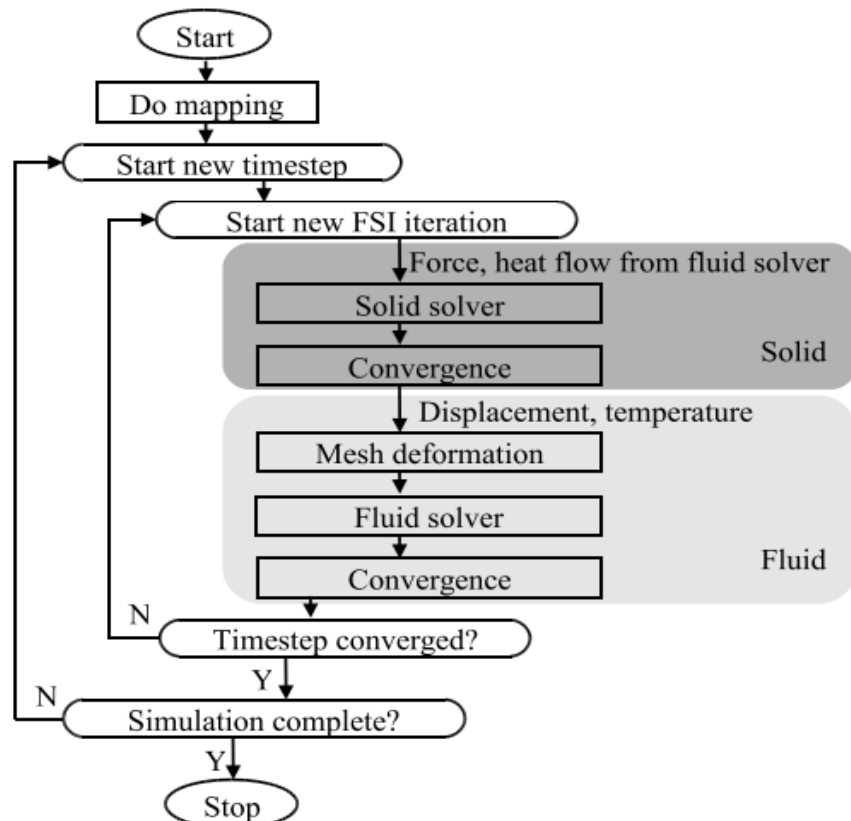 Start
Do mapping
Start new timestep
Start new FSI iteration
Force, heat flow from fluid solver
Solid solver
Solid
Convergence
Displacement, temperature
Mesh deformation
Fluid solver
Fluid
Convergence
N
Timestep converged?
Y
N
Simulation complete?
Y
Stop